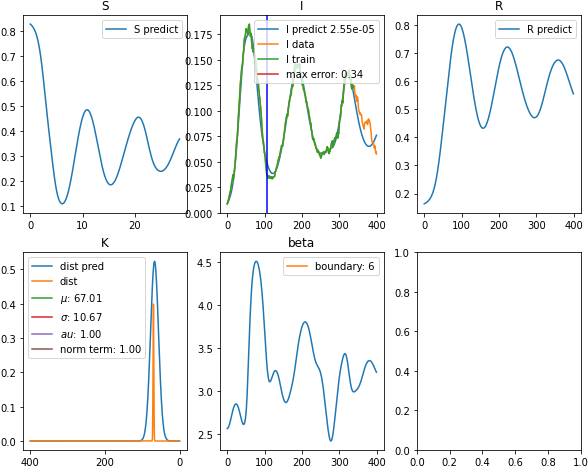 S
I
R
0.8
0.7
0.6
0.5
0.4
0.3
0.2
0.1
0 10 20
S predict
0.175
0.150
0.125
0.100
0.075
0.050
0.025
0.000
0 100 200 300 400
I predict 2.55e-05
I data
I train
max error: 0.34
0.8
0.7
0.6
0.5
0.4
0.3
0.2
0 100 200 300 400
R predict
K
beta
0.5
0.4
0.3
0.2
0.1
0.0
400 200 0
dist pred
dist
μ: 67.01
σ: 10.67
au: 1.00
norm term: 1.00
4.5
4.0
3.5
3.0
2.5
0 100 200 300 400
boundary: 6
1.0
0.8
0.6
0.4
0.2
0.0
0.0 0.2 0.4 0.6 0.8 1.0